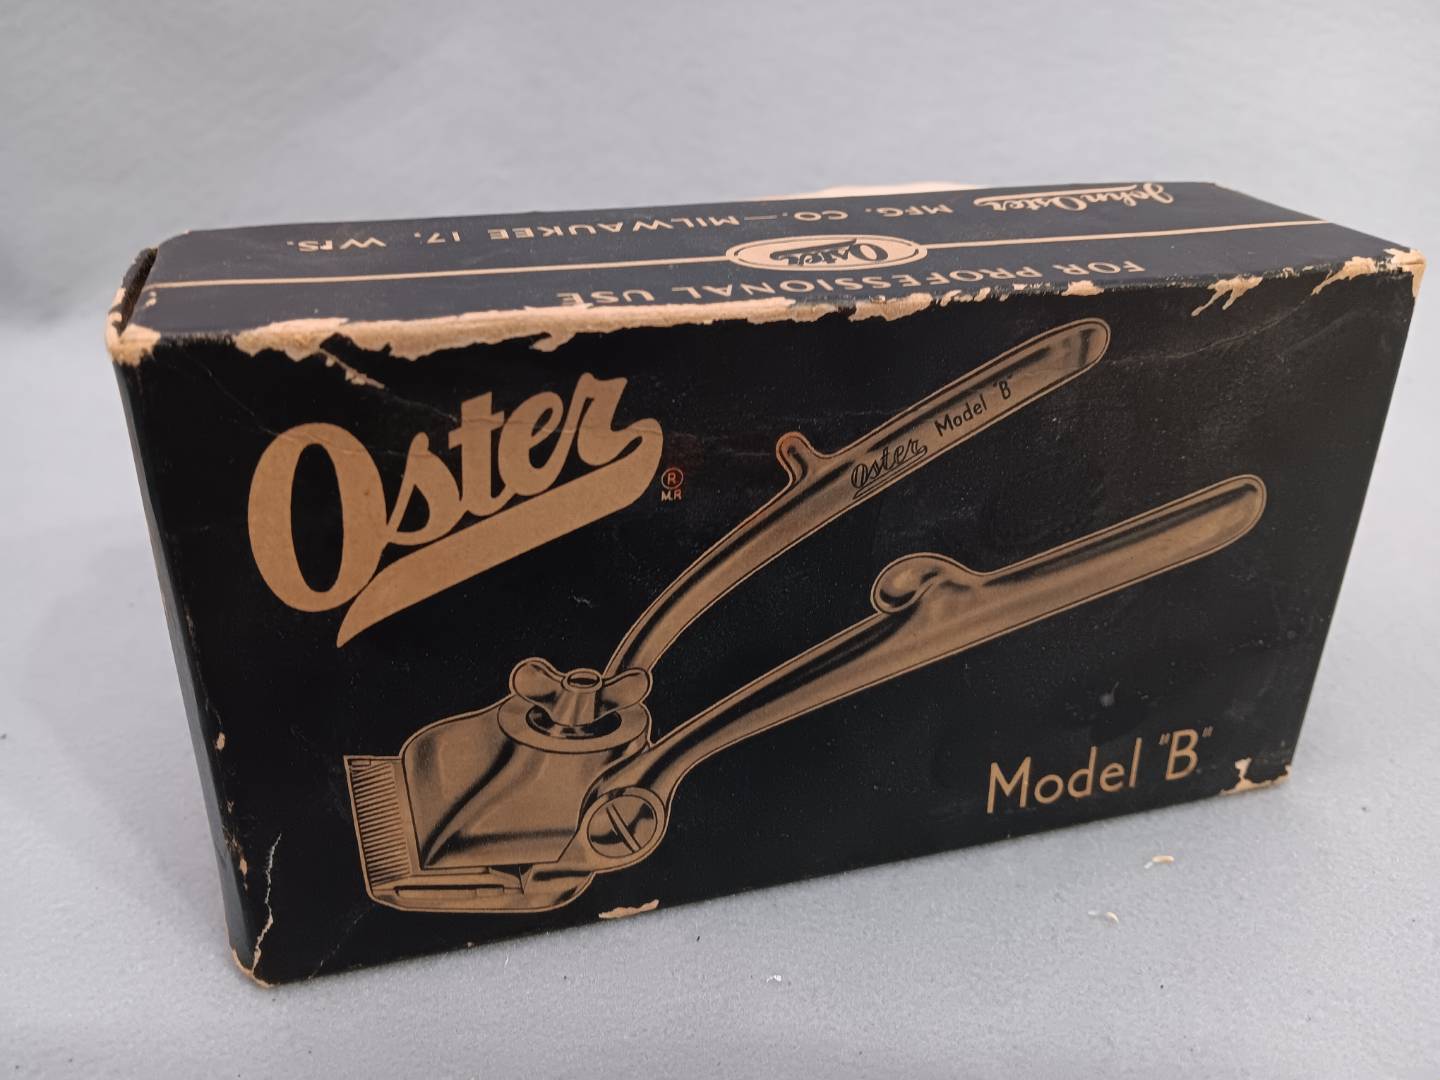 John Oster MFG. CO.—MILWAUKEE 17, WIS.
Oster
FOR PROFESSIONAL USE
Oster
®
M.R
Oster Model "B"
Model "B"